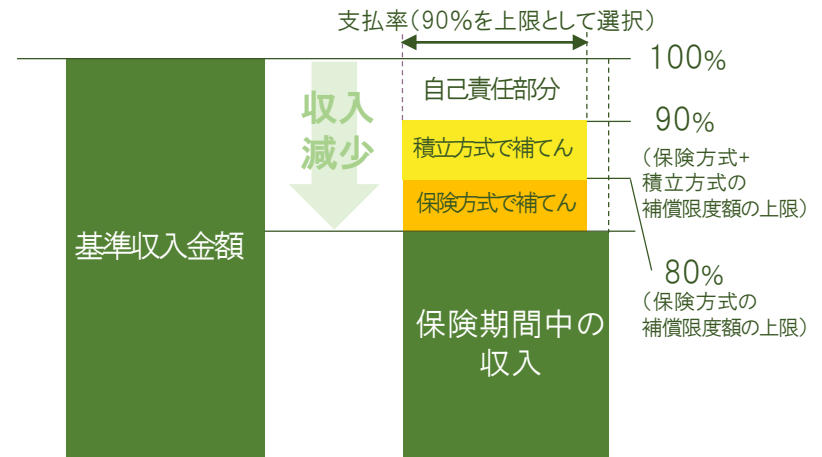 支払率（90％を上限として選択）
100％
自己責任部分
収入
減少
90％
積立方式で補てん
（保険方式+
積立方式の
補償限度額の上限）
保険方式で補てん
基準収入金額
80％
（保険方式の
補償限度額の上限）
保険期間中の
収入